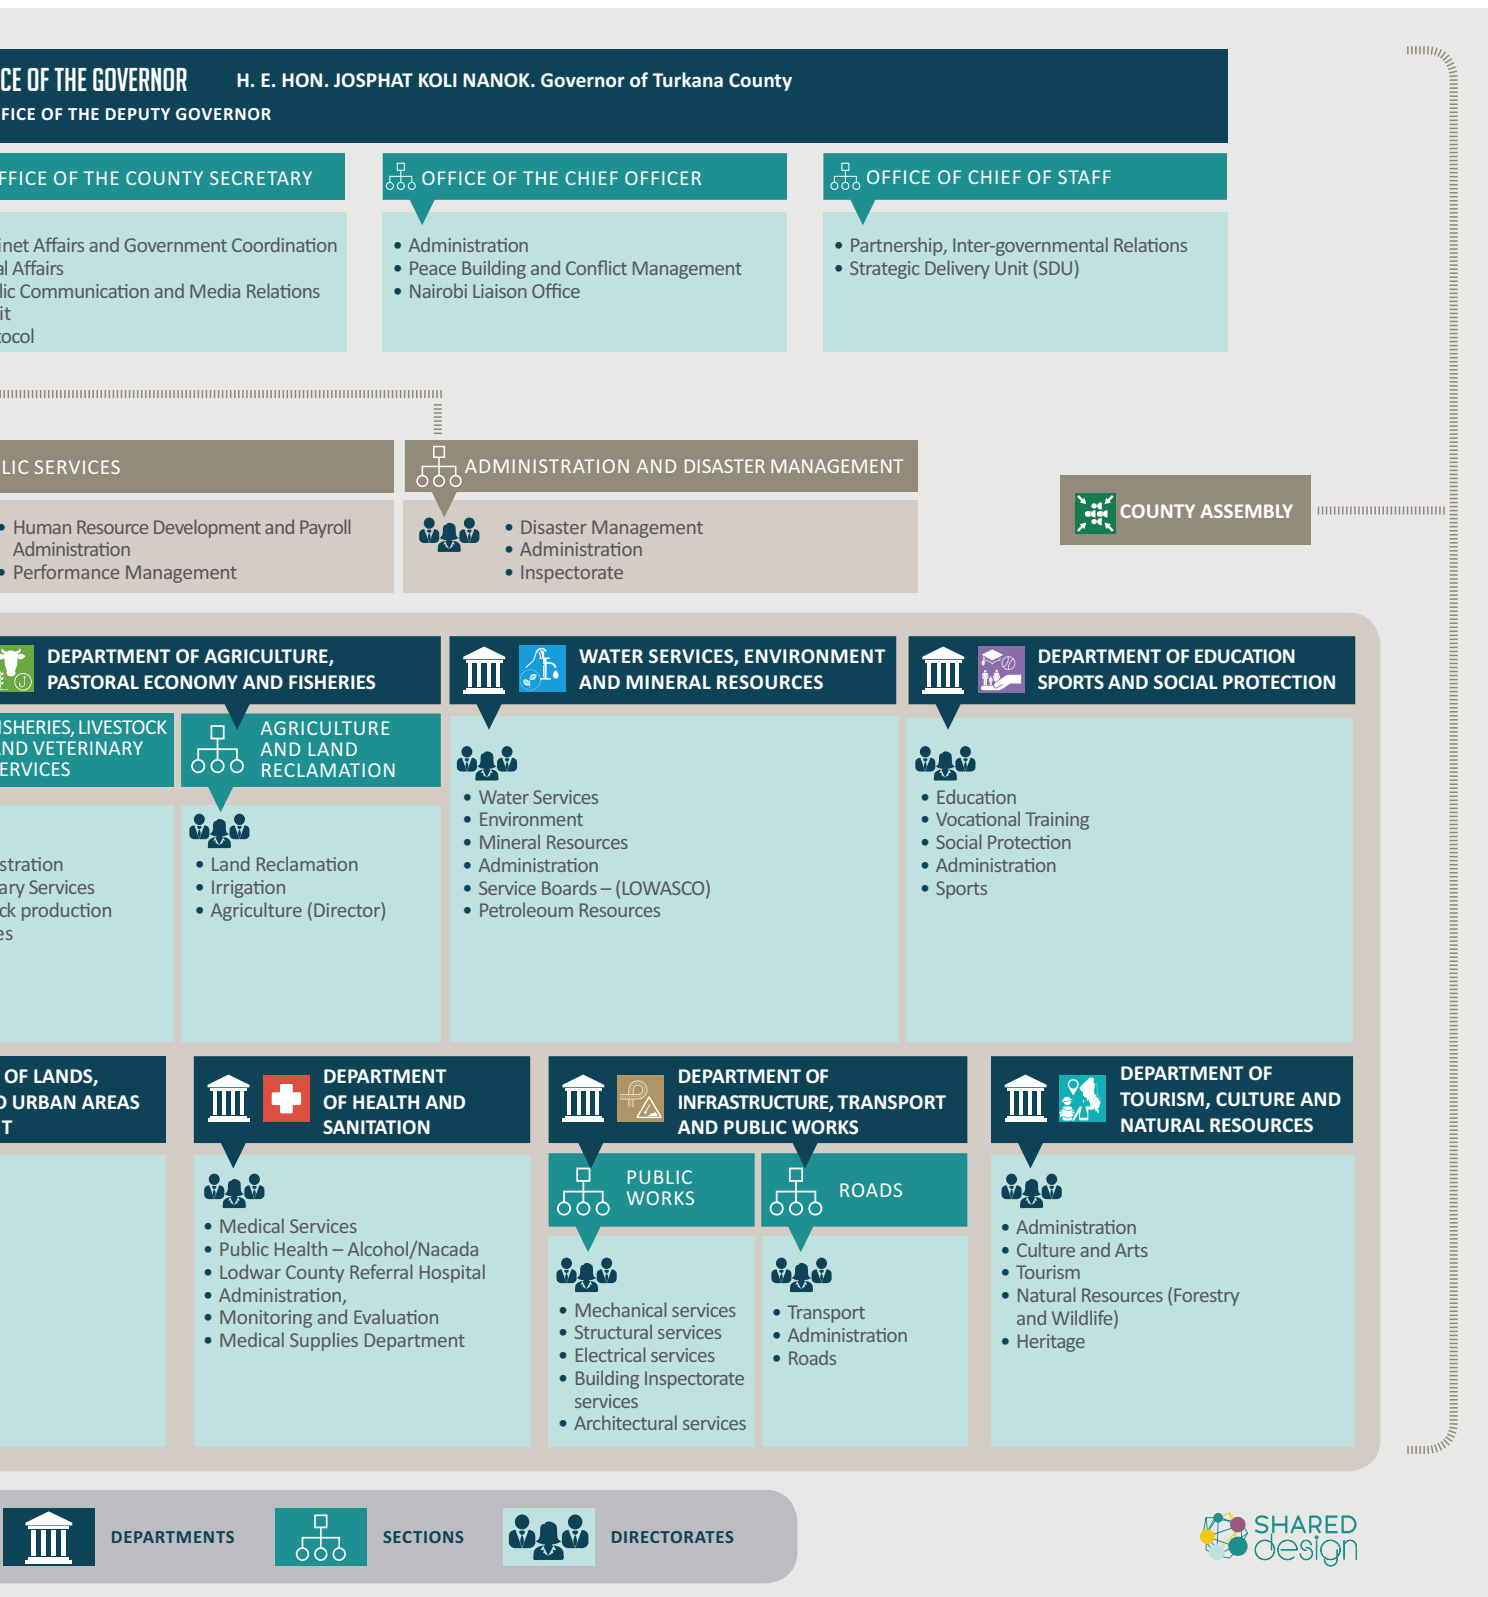 CE OF THE GOVERNOR
H. E. HON. JOSPHAT KOLI NANOK. Governor of Turkana County
FICE OF THE DEPUTY GOVERNOR
FFICE OF THE COUNTY SECRETARY
inet Affairs and Government Coordination
al Affairs
lic Communication and Media Relations
it
ocol
OFFICE OF THE CHIEF OFFICER
• Administration
• Peace Building and Conflict Management
• Nairobi Liaison Office
OFFICE OF CHIEF OF STAFF
• Partnership, Inter-governmental Relations
• Strategic Delivery Unit (SDU)
LIC SERVICES
• Human Resource Development and Payroll
Administration
• Performance Management
ADMINISTRATION AND DISASTER MANAGEMENT
• Disaster Management
• Administration
• Inspectorate
COUNTY ASSEMBLY
DEPARTMENT OF AGRICULTURE,
PASTORAL ECONOMY AND FISHERIES
ISHERIES, LIVESTOCK
ND VETERINARY
ERVICES
stration
ary Services
ck production
es
AGRICULTURE
AND LAND
RECLAMATION
• Land Reclamation
• Irrigation
• Agriculture (Director)
WATER SERVICES, ENVIRONMENT
AND MINERAL RESOURCES
• Water Services
• Environment
• Mineral Resources
• Administration
• Service Boards – (LOWASCO)
• Petroleoum Resources
DEPARTMENT OF EDUCATION
SPORTS AND SOCIAL PROTECTION
• Education
• Vocational Training
• Social Protection
• Administration
• Sports
OF LANDS,
D URBAN AREAS
T
DEPARTMENT
OF HEALTH AND
SANITATION
• Medical Services
• Public Health – Alcohol/Nacada
• Lodwar County Referral Hospital
• Administration,
• Monitoring and Evaluation
• Medical Supplies Department
DEPARTMENT OF
INFRASTRUCTURE, TRANSPORT
AND PUBLIC WORKS
PUBLIC
WORKS
• Mechanical services
• Structural services
• Electrical services
• Building Inspectorate
services
• Architectural services
ROADS
• Transport
• Administration
• Roads
DEPARTMENT OF
TOURISM, CULTURE AND
NATURAL RESOURCES
• Administration
• Culture and Arts
• Tourism
• Natural Resources (Forestry
and Wildlife)
• Heritage
DEPARTMENTS
SECTIONS
DIRECTORATES
SHARED
design